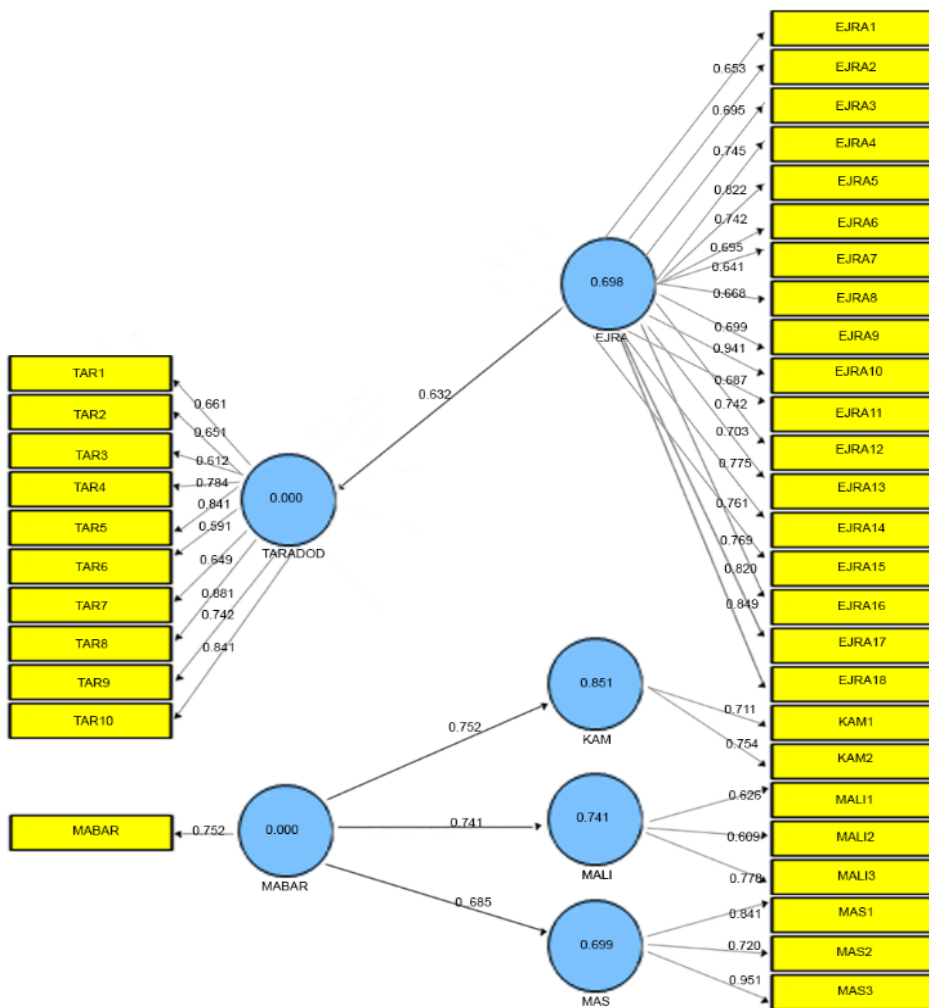 EJRA1
EJRA2
EJRA3
EJRA4
EJRA5
EJRA6
EJRA7
EJRA8
EJRA9
EJRA10
EJRA11
EJRA12
EJRA13
EJRA14
EJRA15
EJRA16
EJRA17
EJRA18
0.653
0.695
0.745
0.822
0.742
0.695
0.641
0.668
0.699
0.941
0.687
0.742
0.703
0.775
0.761
0.769
0.820
0.849
0.698
EJRA
0.632
TAR1
TAR2
TAR3
TAR4
TAR5
TAR6
TAR7
TAR8
TAR9
TAR10
0.661
0.651
0.612
0.784
0.841
0.591
0.649
0.881
0.742
0.841
0.000
TARADOD
KAM1
KAM2
0.711
0.754
0.851
KAM
0.752
MABAR
0.752
0.000
MABAR
0.741
0.741
MALI
0.626
0.609
0.778
MALI1
MALI2
MALI3
0.685
0.699
MAS
0.841
0.720
0.951
MAS1
MAS2
MAS3